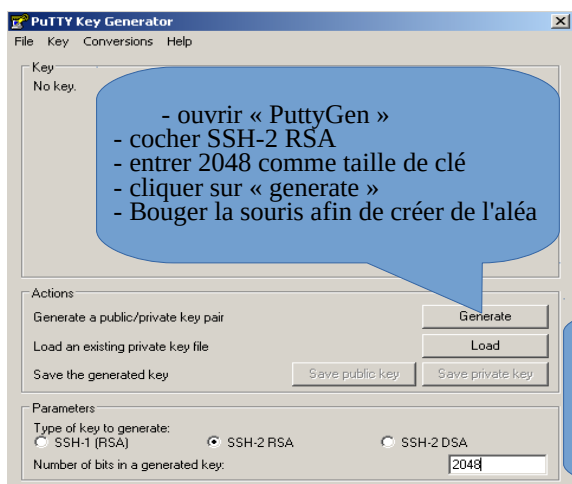 PuTTY Key Generator
File Key Conversions Help
Key
No key.
- ouvrir « PuttyGen »
- cocher SSH-2 RSA
- entrer 2048 comme taille de clé
- cliquer sur « generate »
- Bouger la souris afin de créer de l'aléa
Actions
Generate a public/private key pair Generate
Load an existing private key file Load
Save the generated key Save public key Save private key
Parameters
Type of key to generate:
SSH-1 (RSA) SSH-2 RSA SSH-2 DSA
Number of bits in a generated key: 2048